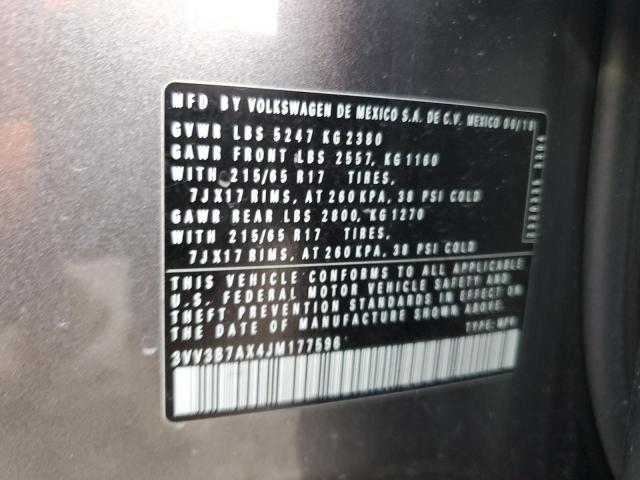 MFD BY VOLKSWAGEN DE MEXICO S.A. DE C.V. MEXICO 06/18
GVWR LBS 5247 KG 2380
GAWR FRONT LBS 2557, KG 1160
WITH 215/65 R17 TIRES,
7JX17 RIMS, AT 260 KPA, 38 PSI COLD
GAWR REAR LBS 2800, KG 1270
WITH 215/65 R17 TIRES,
7JX17 RIMS, AT 260 KPA, 38 PSI COLD
THIS VEHICLE CONFORMS TO ALL APPLICABLE
U.S. FEDERAL MOTOR VEHICLE SAFETY AND
THEFT PREVENTION STANDARDS IN EFFECT ON
THE DATE OF MANUFACTURE SHOWN ABOVE.
3VV3B7AX4JM177596 TYPE: MPV